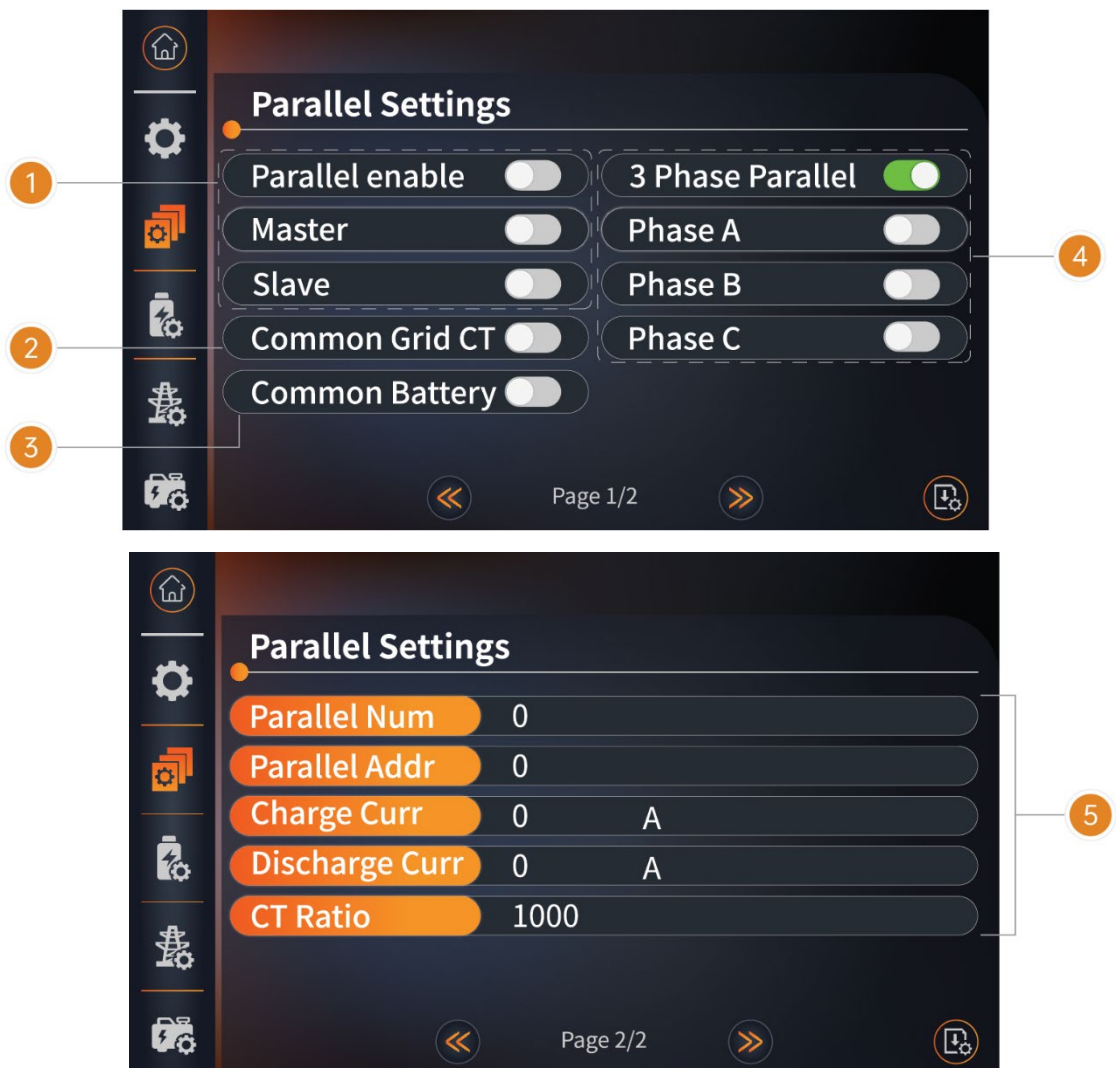 Parallel Settings
1
Parallel enable
3 Phase Parallel
Master
Phase A
4
Slave
Phase B
2
Common Grid CT
Phase C
Common Battery
3
Page 1/2
Parallel Settings
Parallel Num 0
Parallel Addr 0
Charge Curr 0 A
5
Discharge Curr 0 A
CT Ratio 1000
Page 2/2